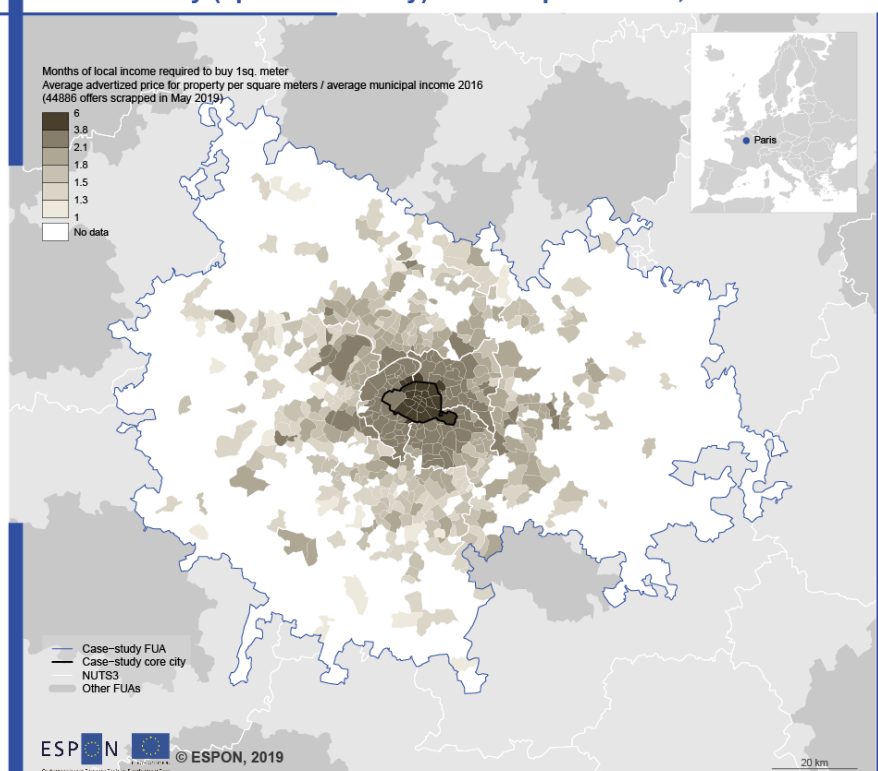 Months of local income required to buy 1sq. meter
Average advertized price for property per square meters / average municipal income 2016
(44886 offers scrapped in May 2019)
6
3.8
2.1
1.8
1.5
1.3
1
No data
Paris
Case−study FUA
Case−study core city
NUTS3
Other FUAs
ESPON
© ESPON, 2019
20 km